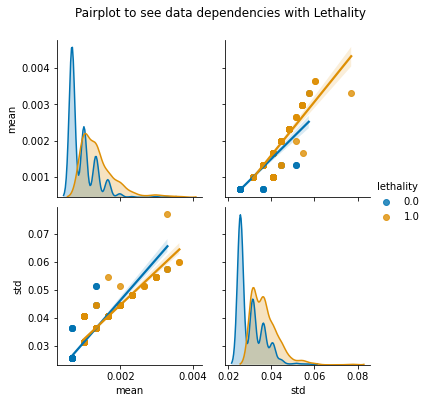 Pairplot to see data dependencies with Lethality
0.004
0.003
0.002
0.001
mean
lethality
0.0
1.0
0.07
0.06
0.05
0.04
0.03
std
0.002 0.004
mean
0.02 0.04 0.06 0.08
std